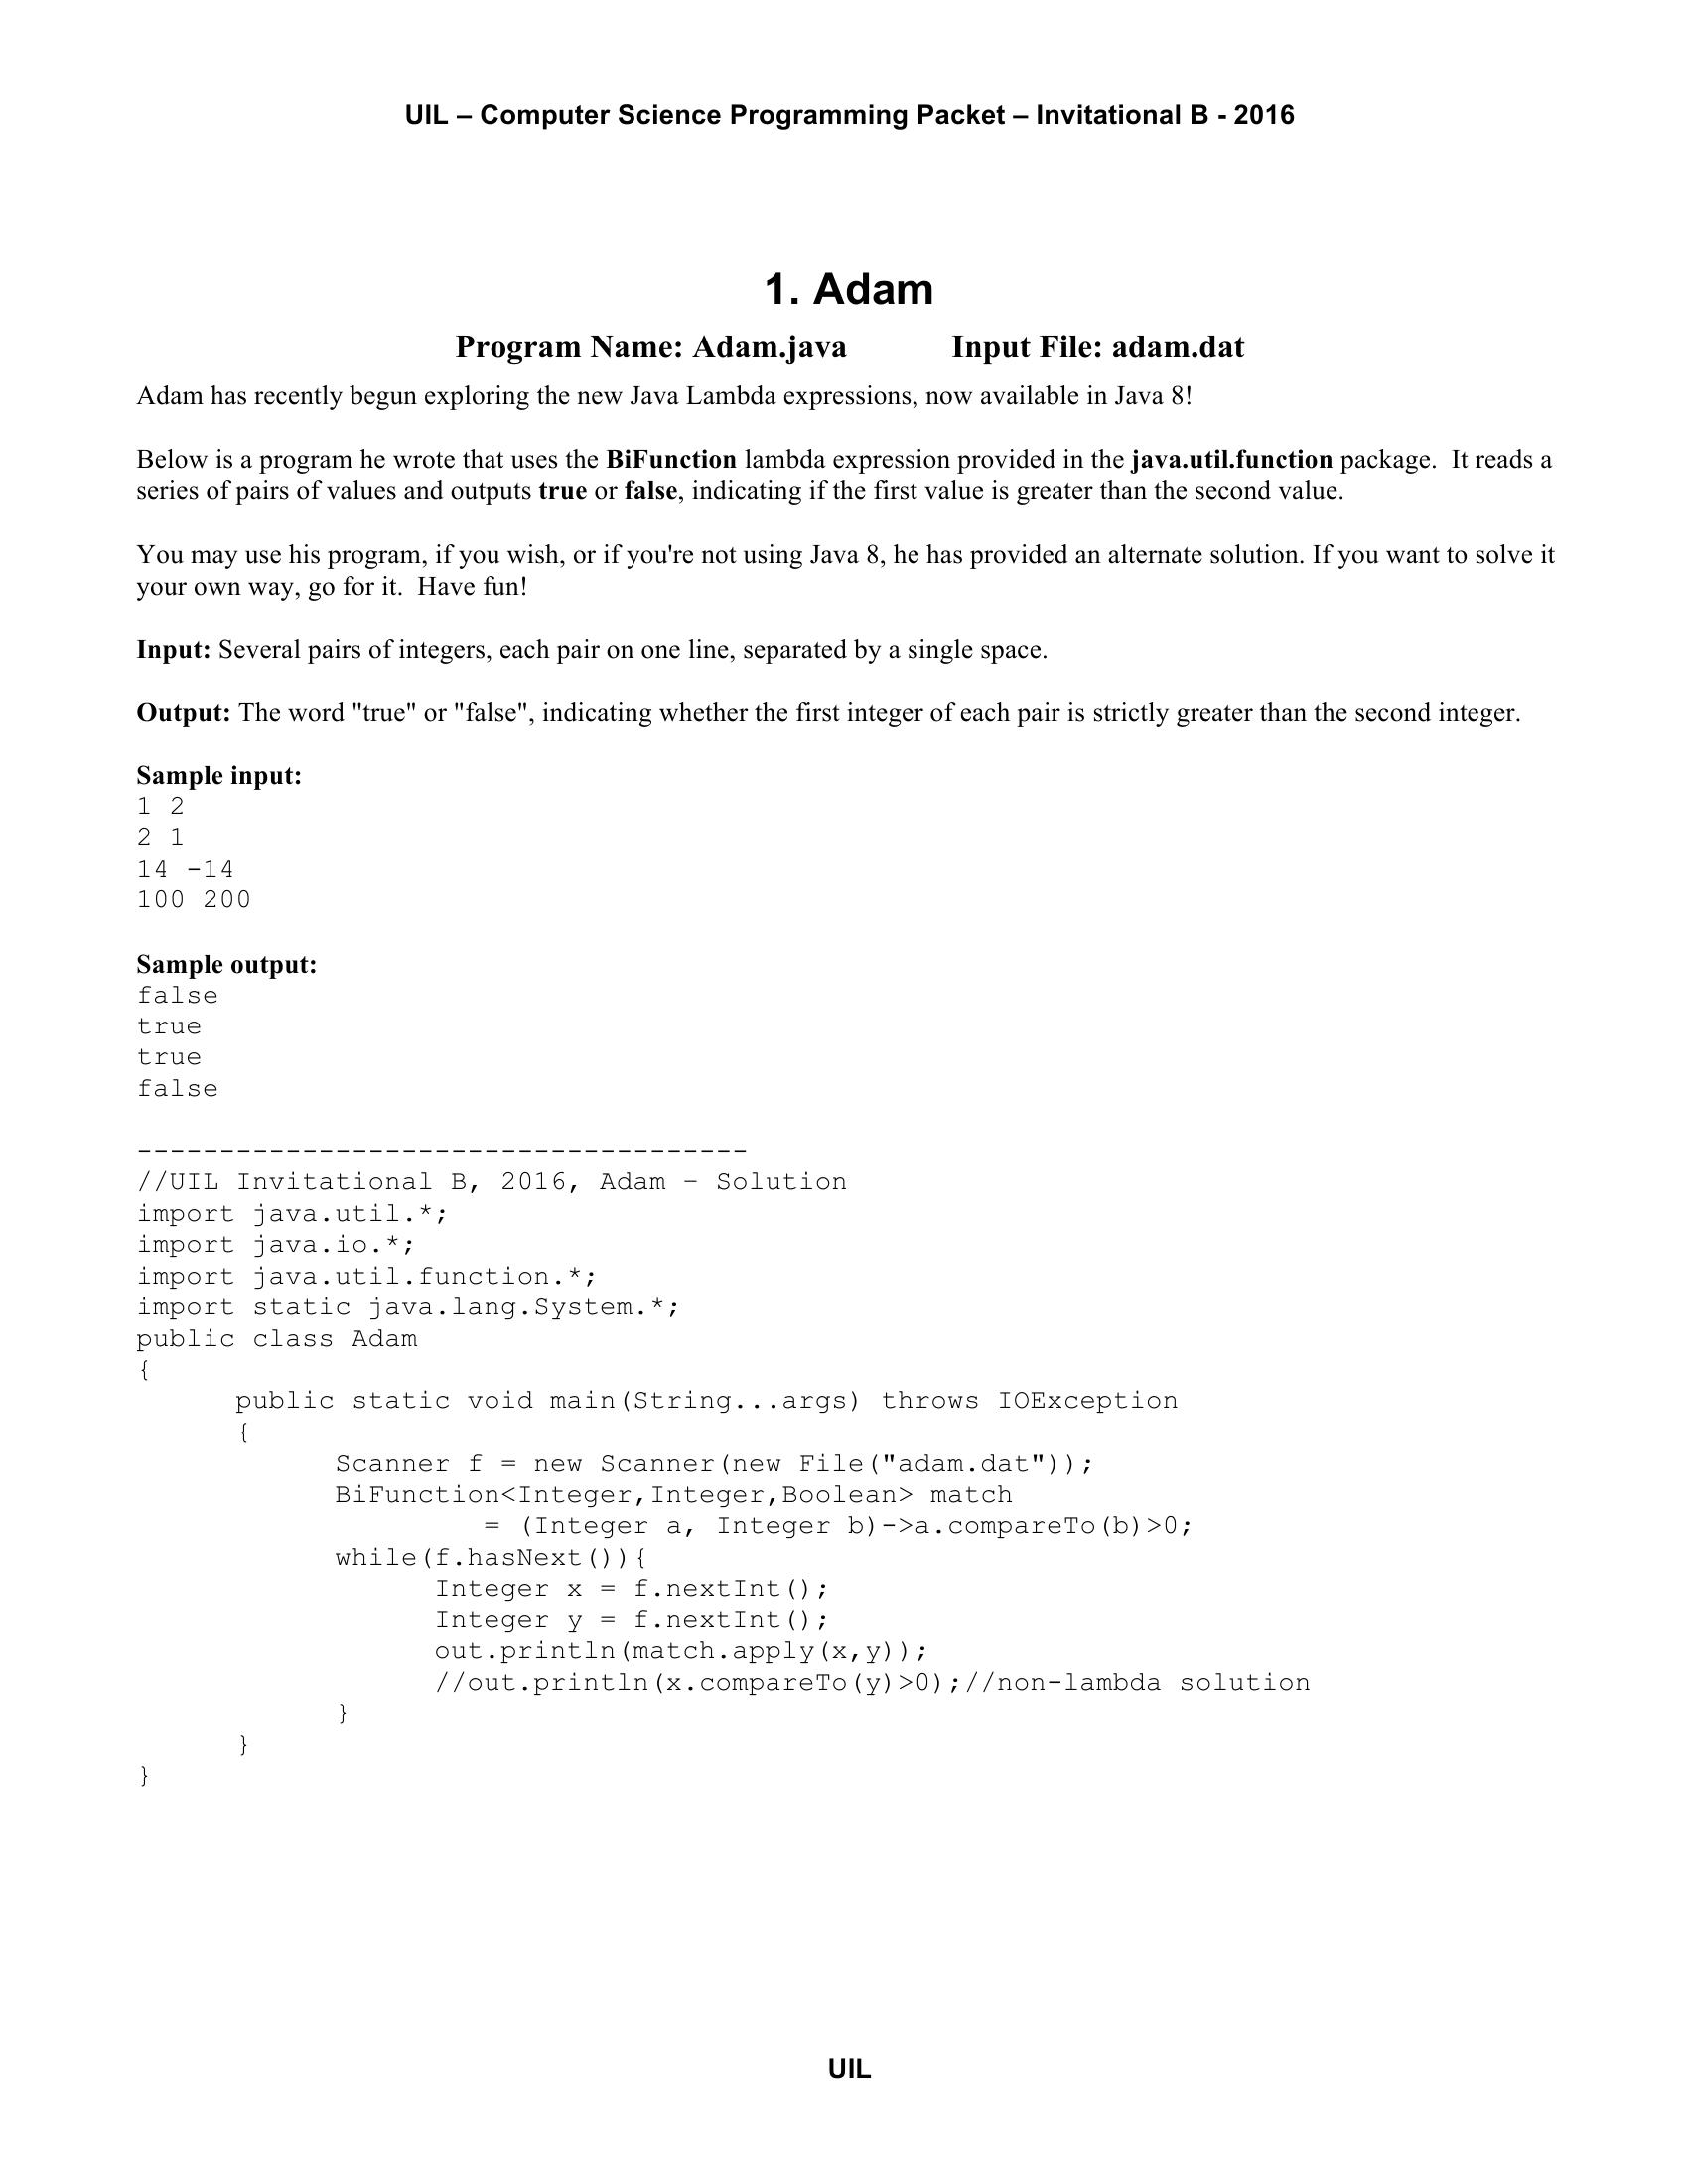 UIL – Computer Science Programming Packet – Invitational B - 2016
1. Adam
Program Name: Adam.java Input File: adam.dat
Adam has recently begun exploring the new Java Lambda expressions, now available in Java 8!
Below is a program he wrote that uses the BiFunction lambda expression provided in the java.util.function package.  It reads a
series of pairs of values and outputs true or false, indicating if the first value is greater than the second value.
You may use his program, if you wish, or if you're not using Java 8, he has provided an alternate solution. If you want to solve it
your own way, go for it.  Have fun!
Input: Several pairs of integers, each pair on one line, separated by a single space.
Output: The word "true" or "false", indicating whether the first integer of each pair is strictly greater than the second integer.
Sample input:
1 2
2 1
14 -14
100 200
Sample output:
false
true
true
false
-------------------------------------
//UIL Invitational B, 2016, Adam – Solution
import java.util.*;
import java.io.*;
import java.util.function.*;
import static java.lang.System.*;
public class Adam
{
      public static void main(String...args) throws IOException
      {
            Scanner f = new Scanner(new File("adam.dat"));
            BiFunction<Integer,Integer,Boolean> match
                     = (Integer a, Integer b)->a.compareTo(b)>0;
            while(f.hasNext()){
                  Integer x = f.nextInt();
                  Integer y = f.nextInt();
                  out.println(match.apply(x,y));
                  //out.println(x.compareTo(y)>0);//non-lambda solution
            }
      }
}
UIL